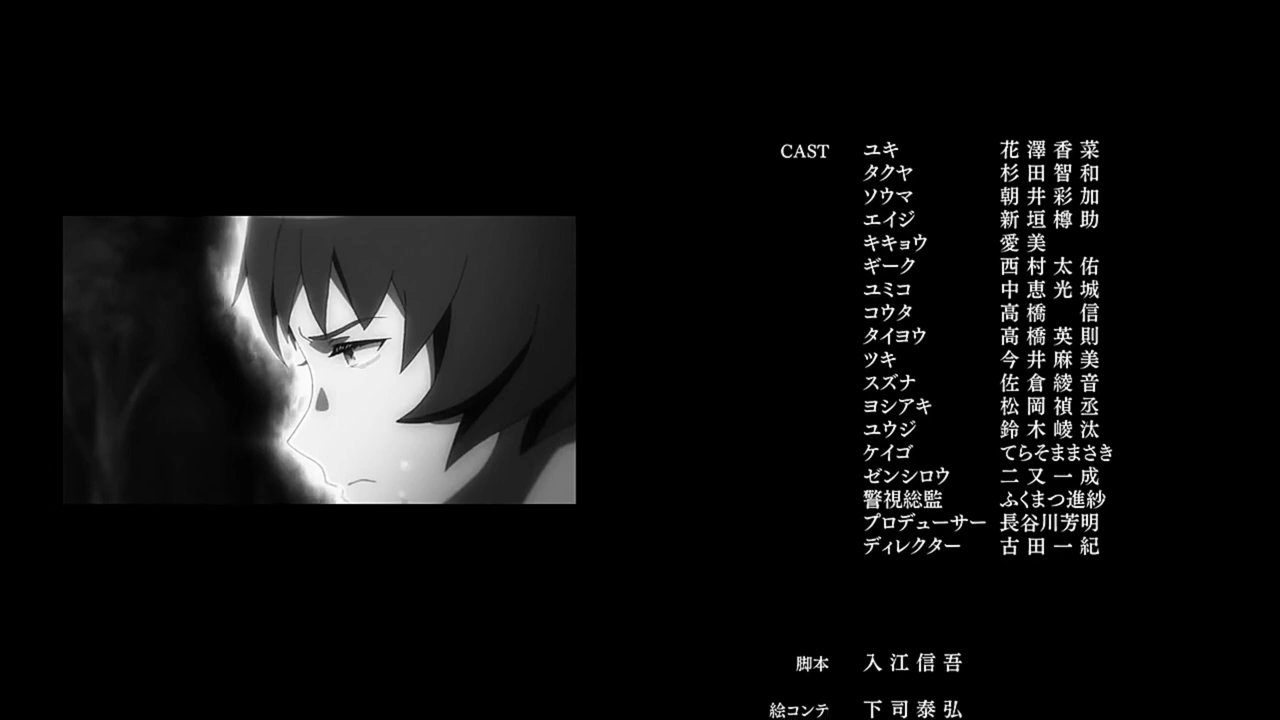 CAST ユキ 花澤香菜
タクヤ 杉田智和
ソウマ 朝井彩加
エイジ 新垣樽助
キキョウ 愛美
ギーク 西村太佑
ユミコ 中恵光城
コウタ 高橋 信
タイヨウ 高橋英則
ツキ 今井麻美
スズナ 佐倉綾音
ヨシアキ 松岡禎丞
ユウジ 鈴木崚汰
ケイゴ てらそままさき
ゼンシロウ 二又一成
警視総監 ふくまつ進紗
プロデューサー 長谷川芳明
ディレクター 古田一紀
脚本 入江信吾
絵コンテ 下司泰弘